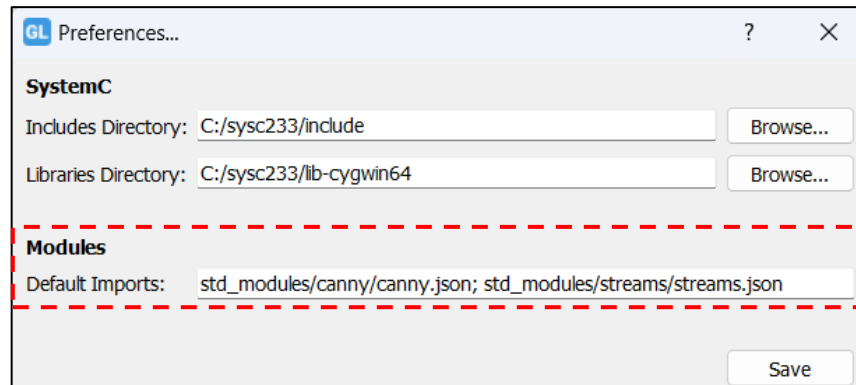 GL Preferences... ?
SystemC
Includes Directory: C:/sysc233/include Browse...
Libraries Directory: C:/sysc233/lib-cygwin64 Browse...
Modules
Default Imports: std_modules/canny/canny.json; std_modules/streams/streams.json
Save